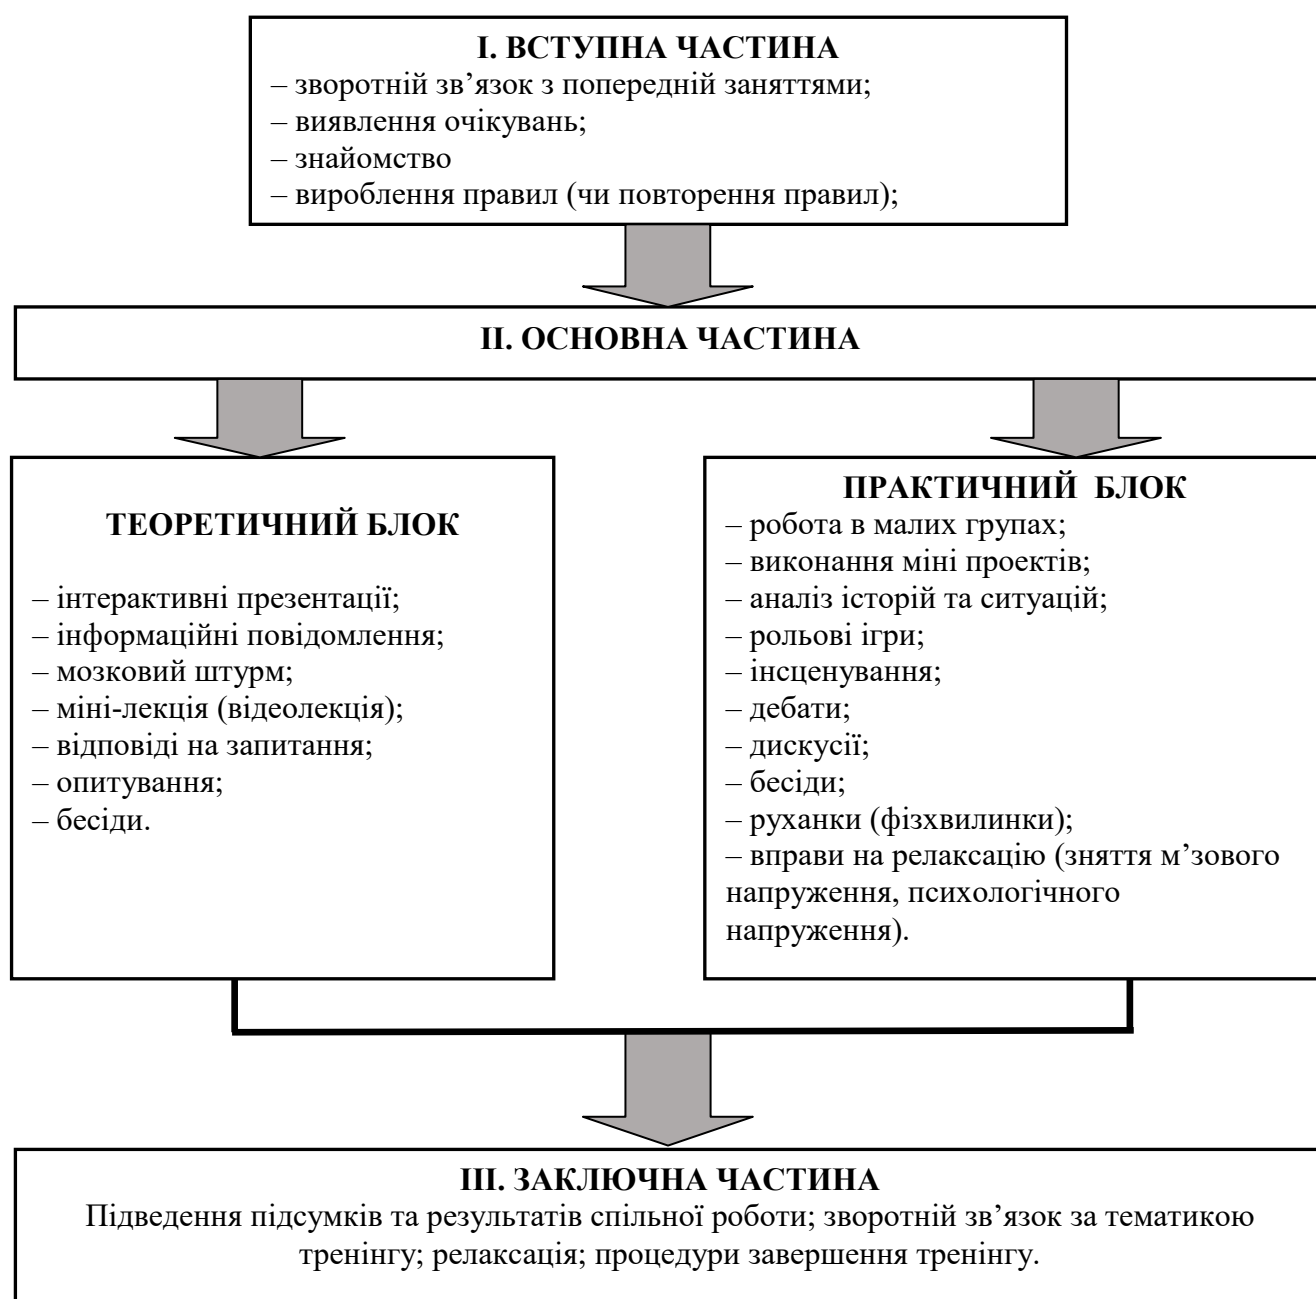 І. ВСТУПНА ЧАСТИНА
– зворотній зв’язок з попередній заняттями;
– виявлення очікувань;
– знайомство
– вироблення правил (чи повторення правил);
ІІ. ОСНОВНА ЧАСТИНА
ТЕОРЕТИЧНИЙ БЛОК
– інтерактивні презентації;
– інформаційні повідомлення;
– мозковий штурм;
– міні-лекція (відеолекція);
– відповіді на запитання;
– опитування;
– бесіди.
ПРАКТИЧНИЙ БЛОК
– робота в малих групах;
– виконання міні проектів;
– аналіз історій та ситуацій;
– рольові ігри;
– інсценування;
– дебати;
– дискусії;
– бесіди;
– руханки (фізхвилинки);
– вправи на релаксацію (зняття м’зового
напруження, психологічного
напруження).
ІІІ. ЗАКЛЮЧНА ЧАСТИНА
Підведення підсумків та результатів спільної роботи; зворотній зв’язок за тематикою
тренінгу; релаксація; процедури завершення тренінгу.